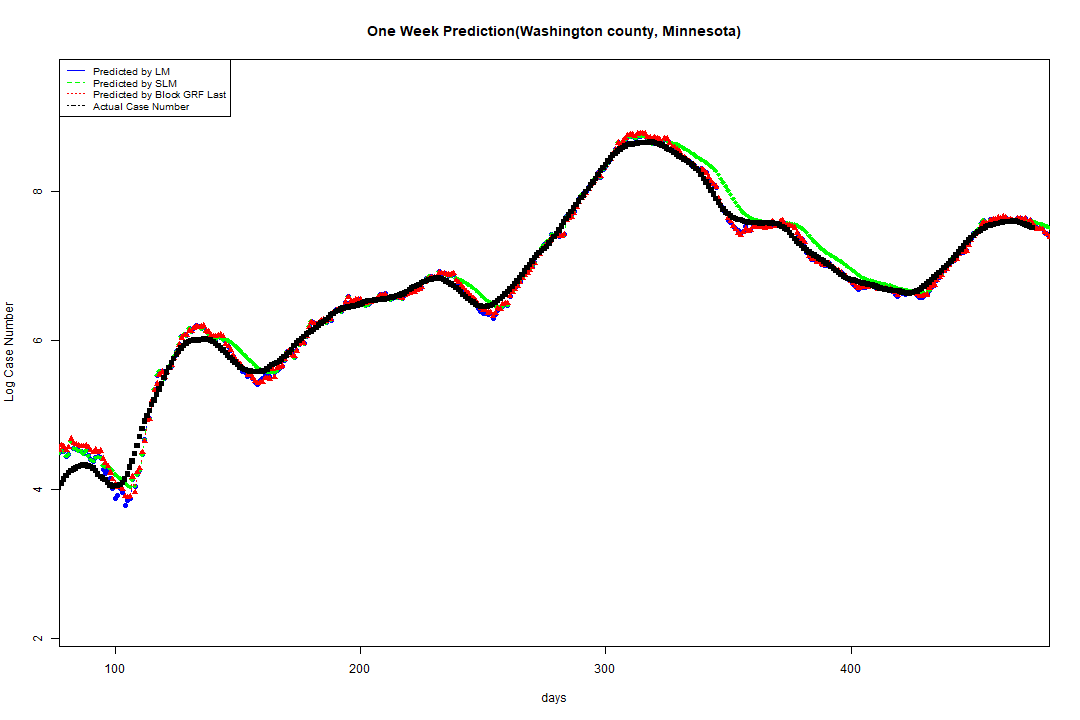 One Week Prediction(Washington county, Minnesota)
Predicted by LM
Predicted by SLM
Predicted by Block GRF Last
Actual Case Number
8
6
4
2
Log Case Number
100
200
300
400
days